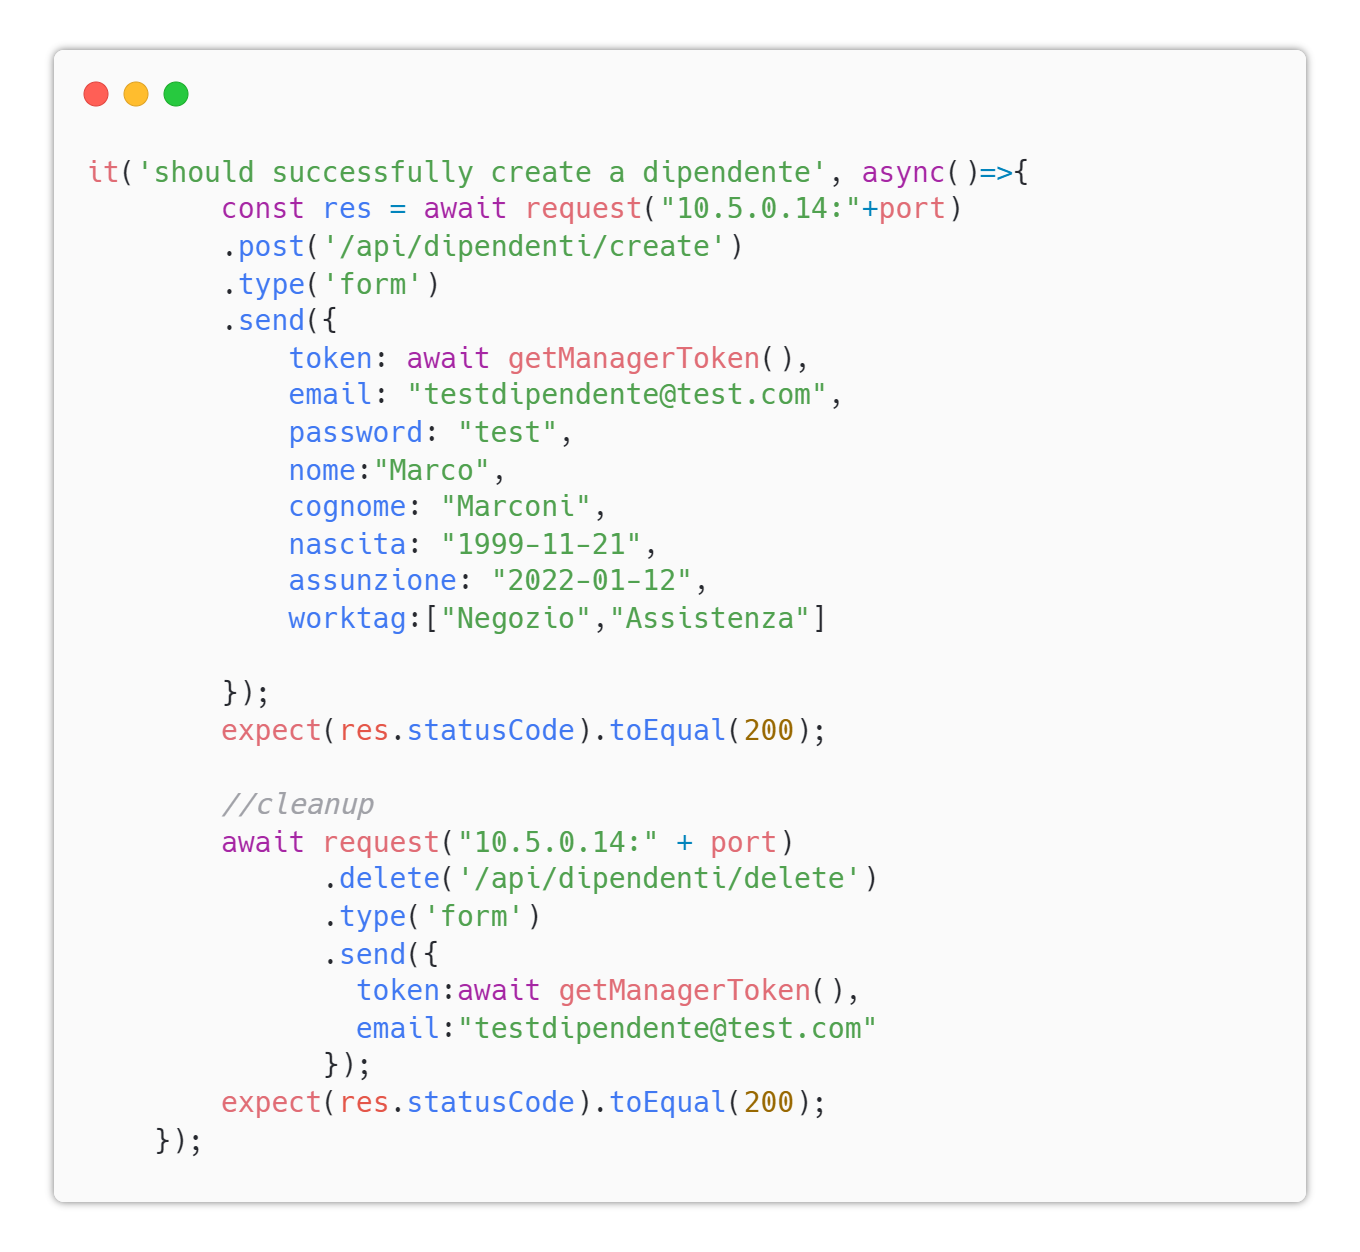 it('should successfully create a dipendente', async()=>{
        const res = await request("10.5.0.14:"+port)
        .post('/api/dipendenti/create')
        .type('form')
        .send({
            token: await getManagerToken(),
            email: "testdipendente@test.com",
            password: "test",
            nome:"Marco",
            cognome: "Marconi",
            nascita: "1999-11-21",
            assunzione: "2022-01-12",
            worktag:["Negozio","Assistenza"]

        });
        expect(res.statusCode).toEqual(200);

        //cleanup
        await request("10.5.0.14:" + port)
              .delete('/api/dipendenti/delete')
              .type('form')
              .send({
                token:await getManagerToken(),
                email:"testdipendente@test.com"
              });
        expect(res.statusCode).toEqual(200);
    });